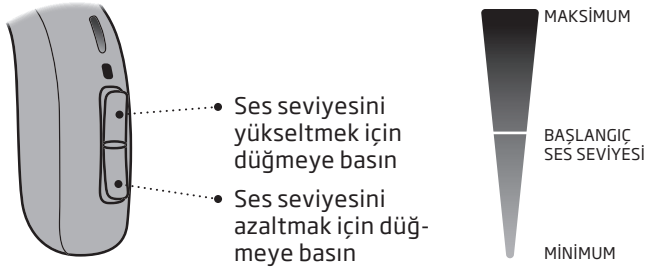 Ses seviyesini
yükseltmek için
düğmeye basın
Ses seviyesini
azaltmak için düğ-
meye basın
MAKSİMUM
BAŞLANGIÇ
SES SEVİYESİ
MİNİMUM